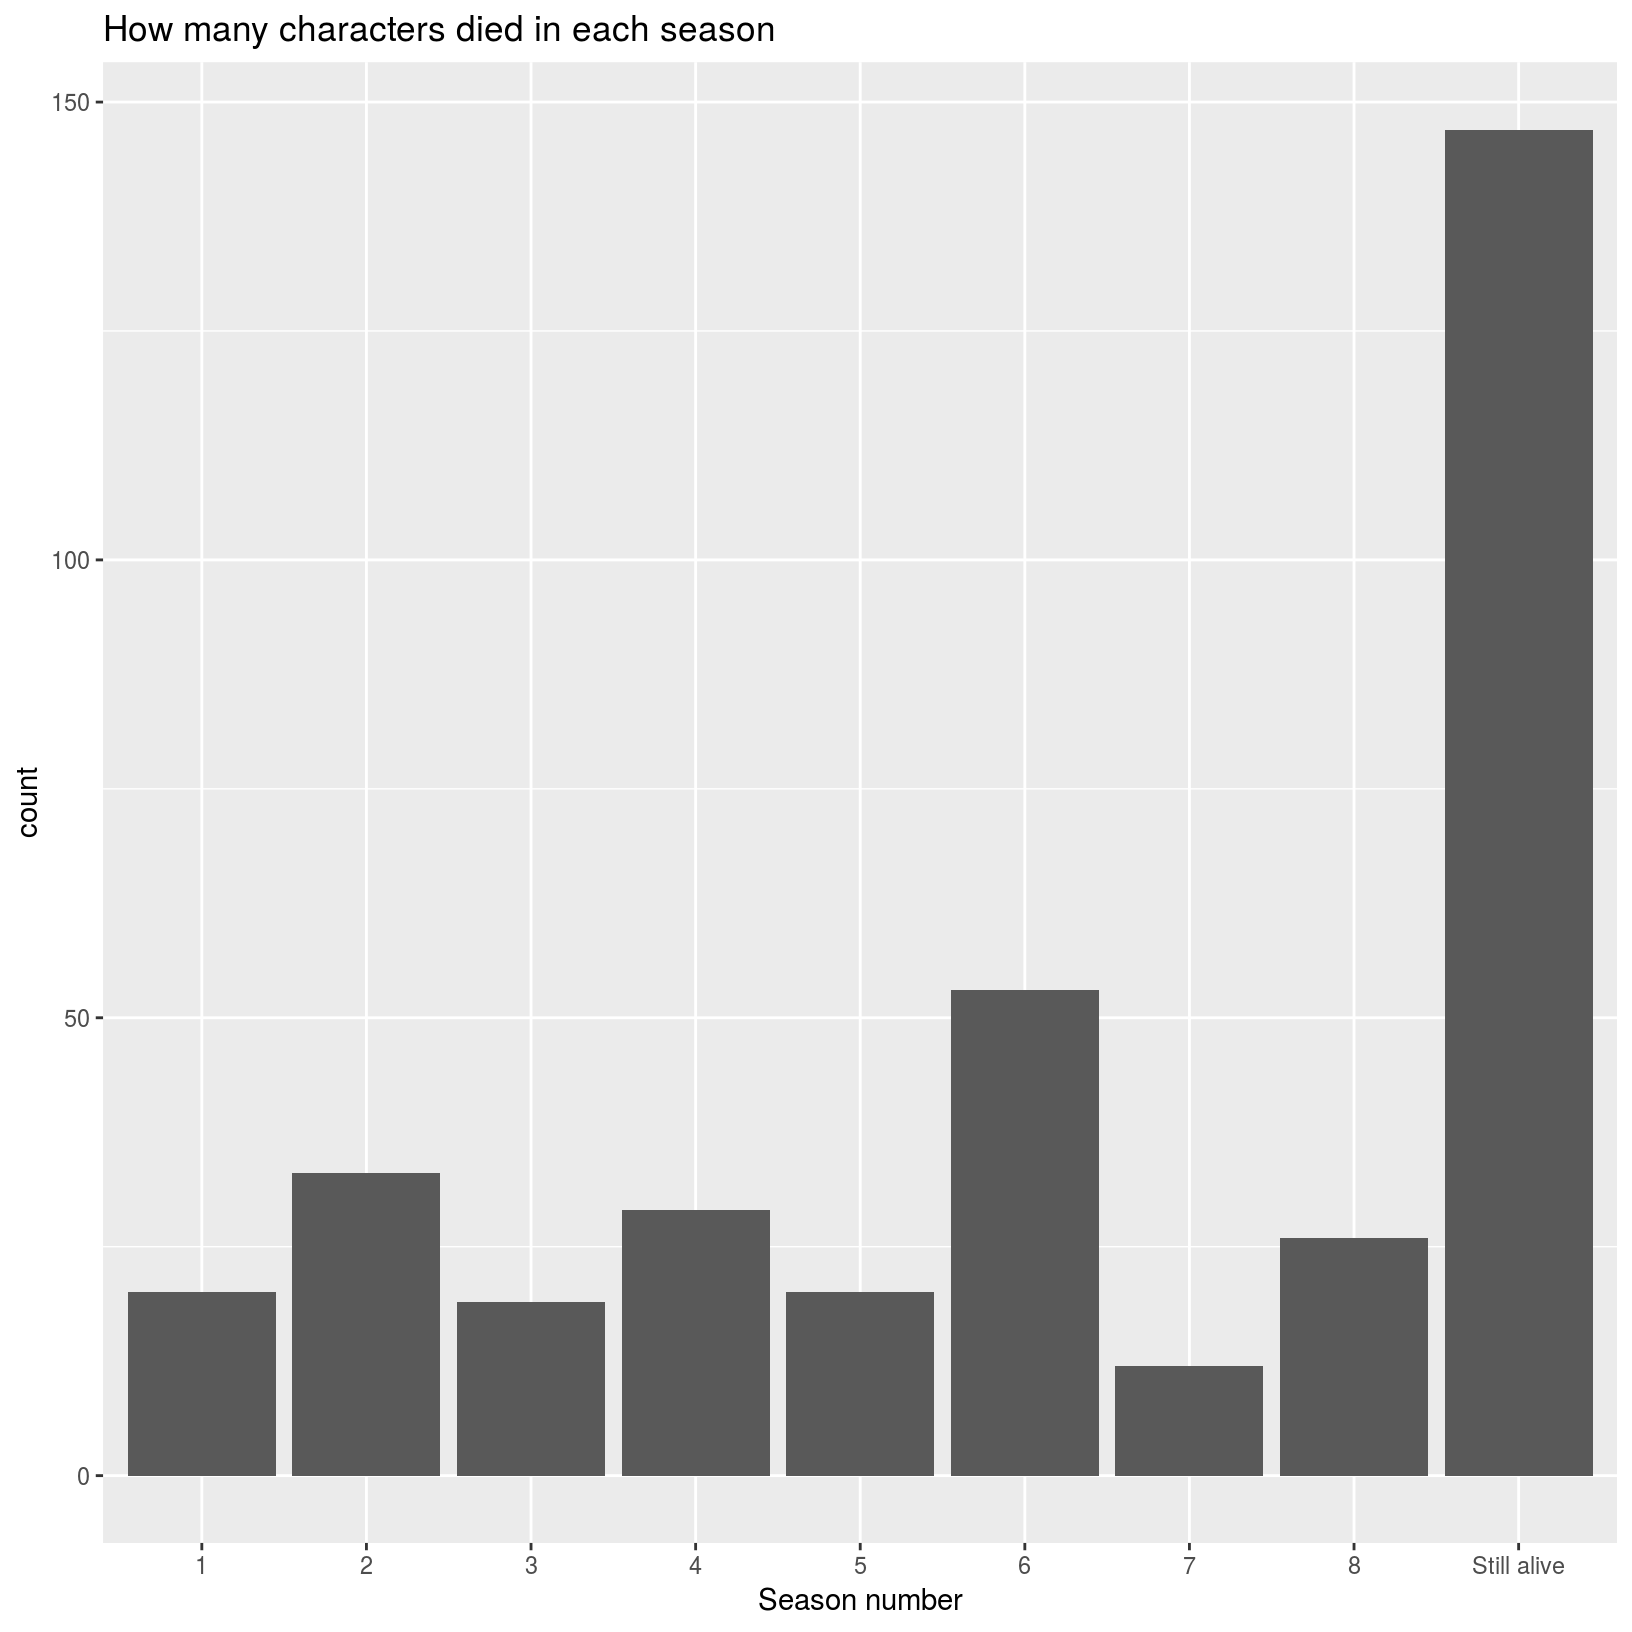 How many characters died in each season
150
100
50
0
count
1 2 3 4 5 6 7 8 Still alive
Season number